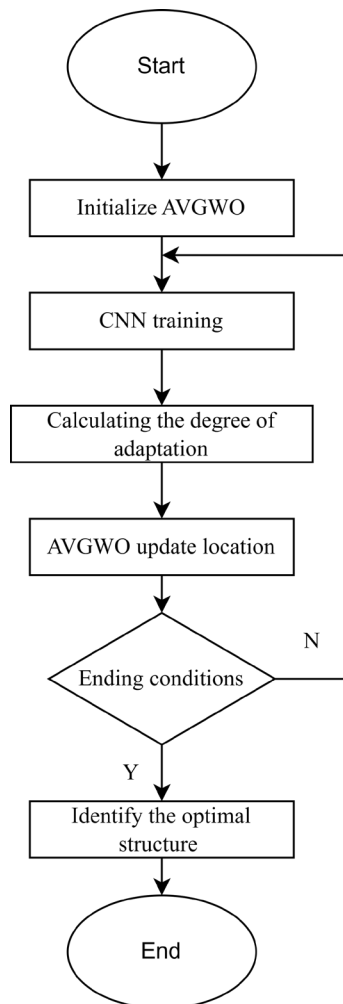 Start
Initialize AVGWO
CNN training
Calculating the degree of
adaptation
AVGWO update location
Ending conditions
N
Y
Identify the optimal
structure
End